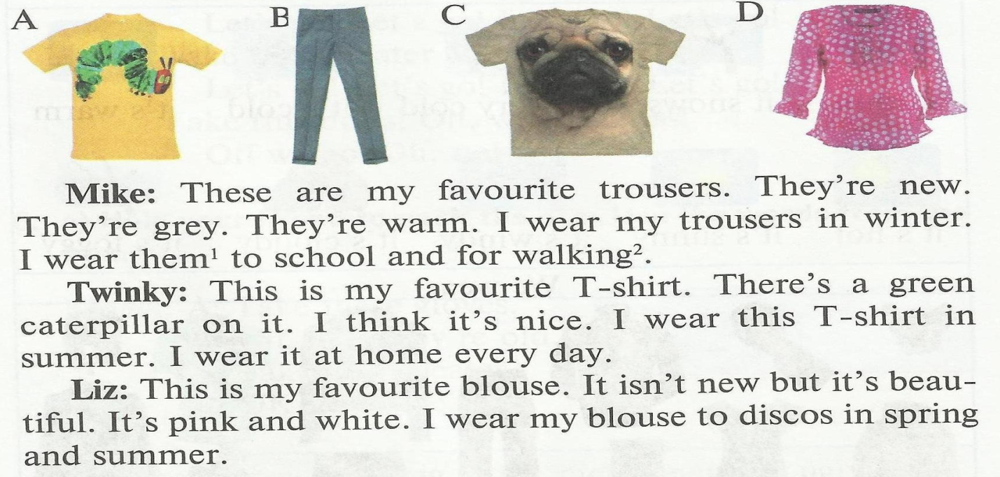 A B C D
Mike: These are my favourite trousers. They're new.
They're grey. They're warm. I wear my trousers in winter.
I wear them¹ to school and for walking².
Twinky: This is my favourite T-shirt. There's a green
caterpillar on it. I think it's nice. I wear this T-shirt in
summer. I wear it at home every day.
Liz: This is my favourite blouse. It isn't new but it's beau-
tiful. It's pink and white. I wear my blouse to discos in spring
and summer.